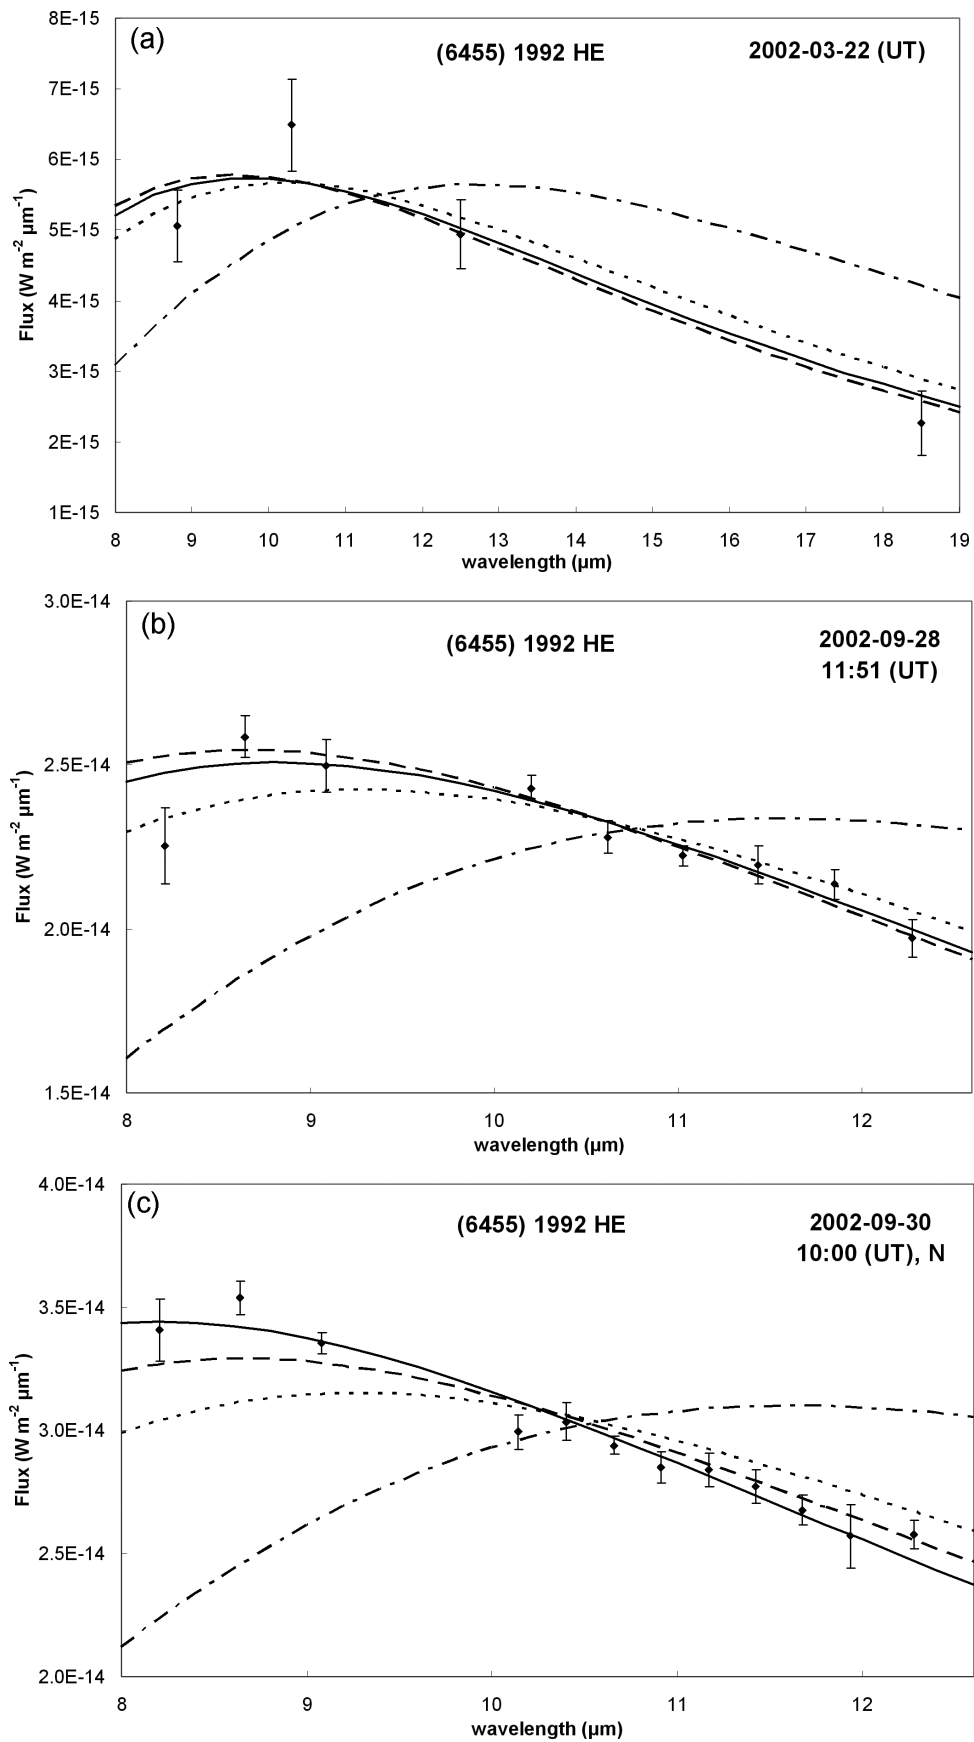 (a)
(6455) 1992 HE
2002-03-22 (UT)
8E-15
7E-15
6E-15
5E-15
4E-15
3E-15
2E-15
1E-15
Flux (W m⁻² µm⁻¹)
8 9 10 11 12 13 14 15 16 17 18 19
wavelength (µm)
(b)
(6455) 1992 HE
2002-09-28
11:51 (UT)
3.0E-14
2.5E-14
2.0E-14
1.5E-14
Flux (W m⁻² µm⁻¹)
8 9 10 11 12
wavelength (µm)
(c)
(6455) 1992 HE
2002-09-30
10:00 (UT), N
4.0E-14
3.5E-14
3.0E-14
2.5E-14
2.0E-14
Flux (W m⁻² µm⁻¹)
8 9 10 11 12
wavelength (µm)